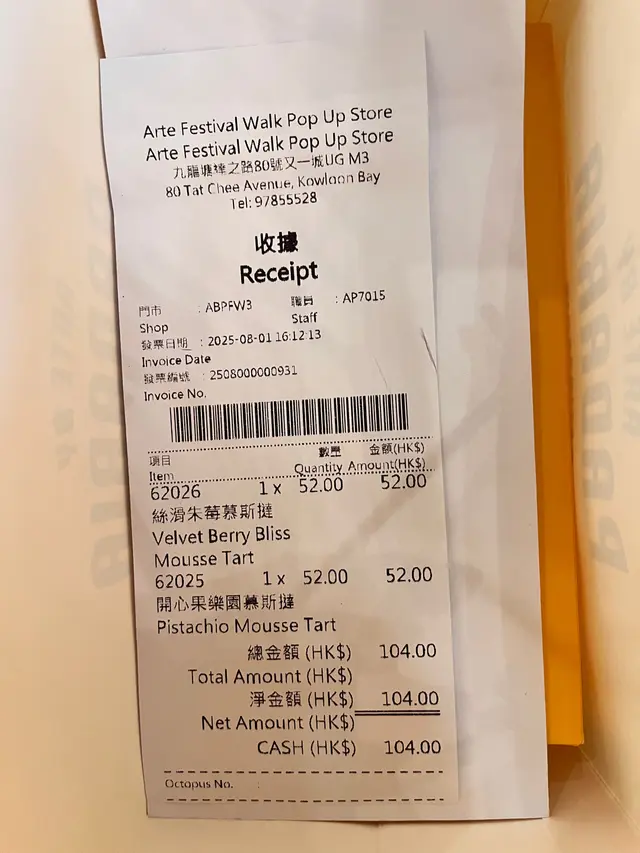 Arte Festival Walk Pop Up Store
Arte Festival Walk Pop Up Store
九龍塘達之路80號又一城UG M3
80 Tat Chee Avenue, Kowloon Bay
Tel: 97855528
收據
Receipt
門市 : ABPFW3 職員 : AP7015
Shop Staff
發票日期 : 2025-08-01 16:12:13
Invoice Date
發票編號 : 2508000000931
Invoice No.
項目 數量 金額(HK$)
Item Quantity Amount(HK$)
62026 1 x 52.00 52.00
絲滑朱莓慕斯撻
Velvet Berry Bliss
Mousse Tart
62025 1 x 52.00 52.00
開心果樂園慕斯撻
Pistachio Mousse Tart
總金額 (HK$) 104.00
Total Amount (HK$)
淨金額 (HK$) 104.00
Net Amount (HK$)
CASH (HK$) 104.00
Octopus No. :